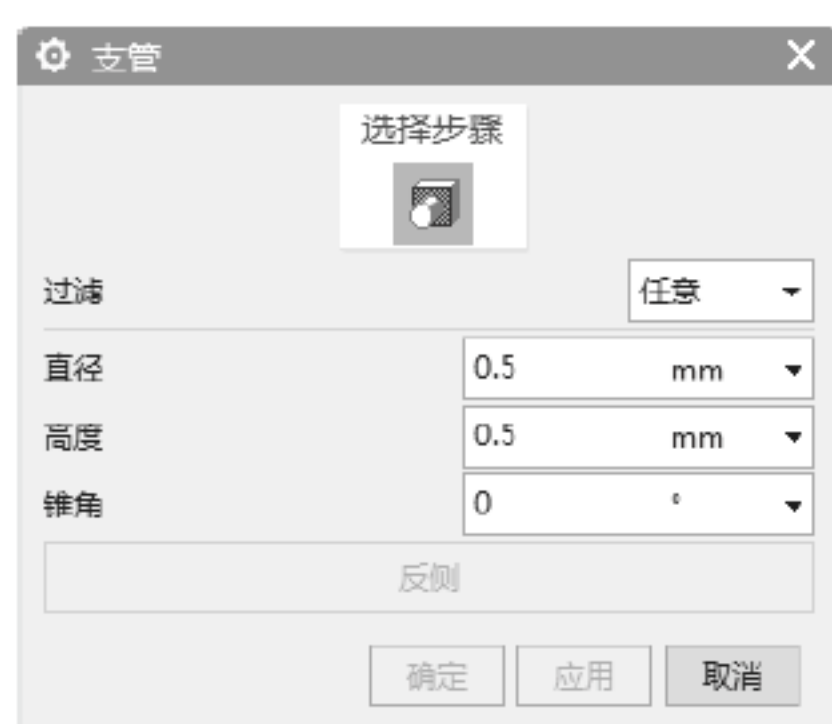 支管
选择步骤
过滤 任意
直径 0.5 mm
高度 0.5 mm
锥角 0 °
反侧
确定 应用 取消